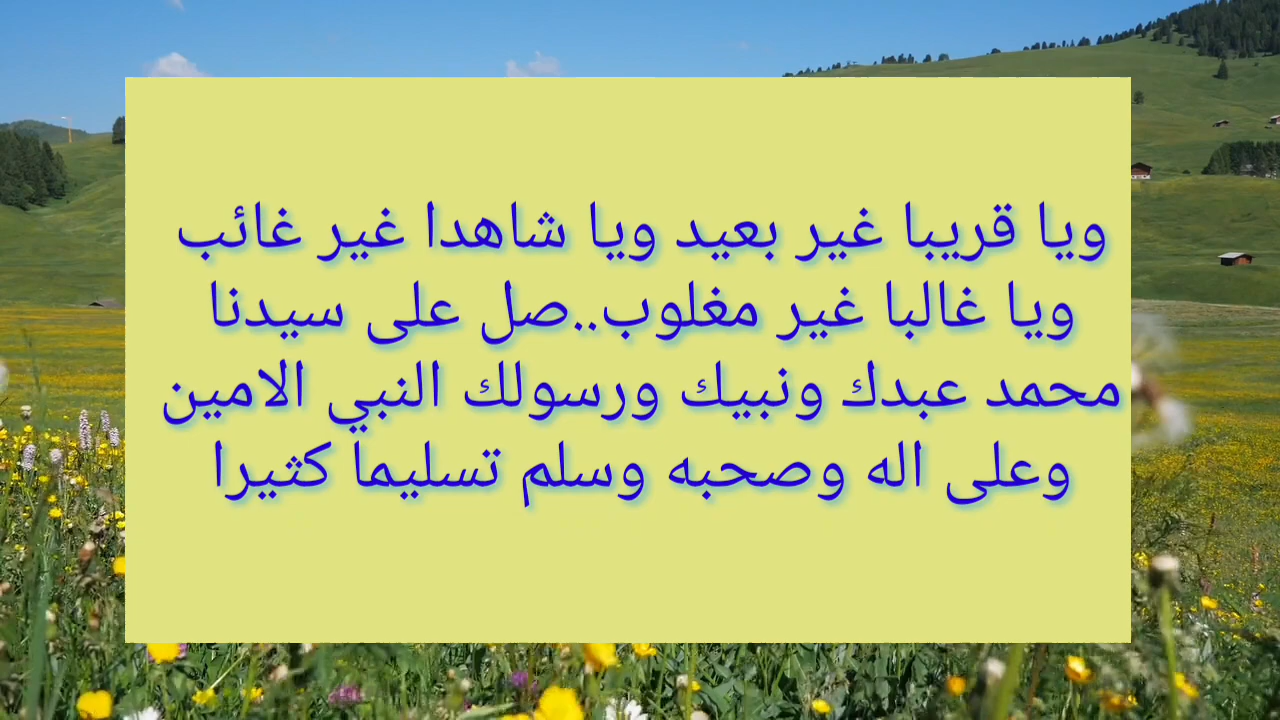 ويا قريبا غير بعيد ويا شاهدا غير غائب
ويا غالبا غير مغلوب..صل على سيدنا
محمد عبدك ونبيك ورسولك النبي الامين
وعلى اله وصحبه وسلم تسليما كثيرا